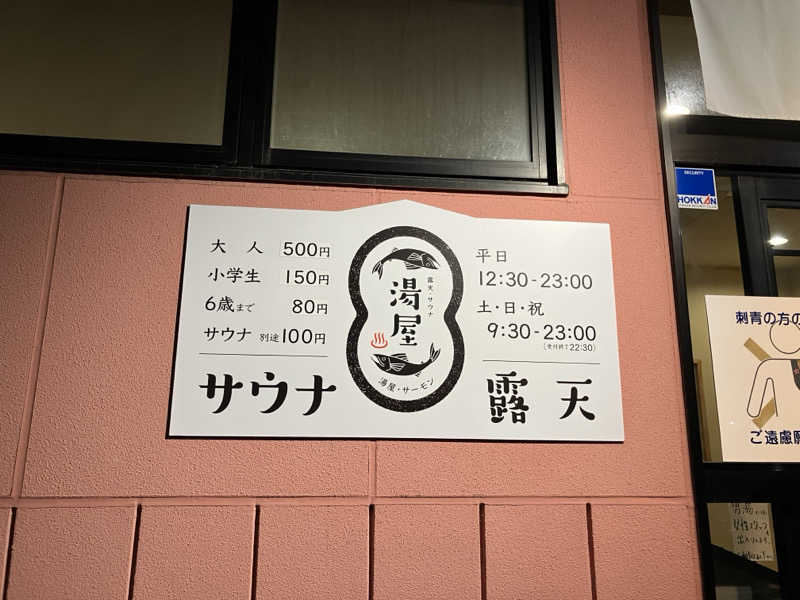 大人 500円
小学生 150円
6歳まで 80円
サウナ 別途100円
サウナ
露天・サウナ
湯屋
湯屋・サーモン
平日
12:30-23:00
土・日・祝
9:30-23:00
(受付終了22:30)
露天
SECURITY
HOKKAN
刺青の方の
ご遠慮願